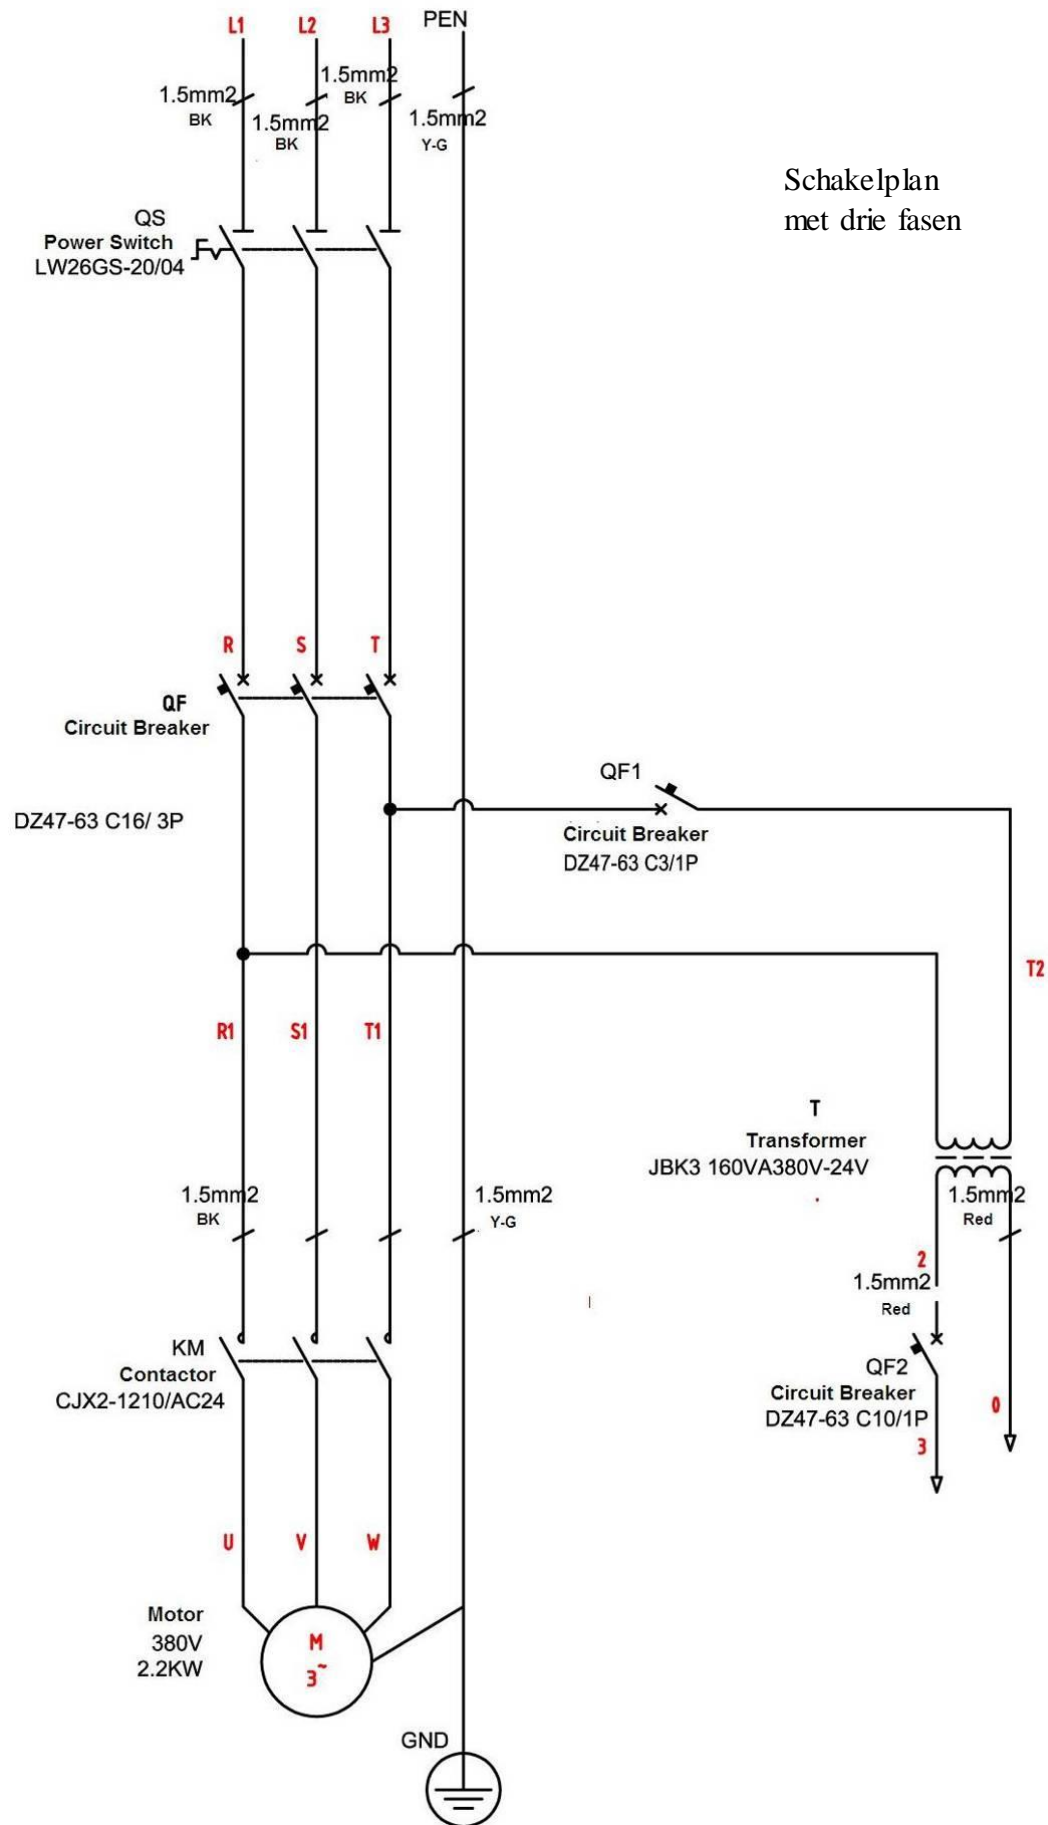 L1
L2
L3
PEN
1.5mm2
BK
1.5mm2
BK
1.5mm2
BK
1.5mm2
Y-G
Schakelplan
met drie fasen
QS
Power Switch
LW26GS-20/04
R
S
T
QF
Circuit Breaker
DZ47-63 C16/ 3P
QF1
Circuit Breaker
DZ47-63 C3/1P
T2
R1
S1
T1
T
Transformer
JBK3 160VA380V-24V
1.5mm2
BK
1.5mm2
Y-G
1.5mm2
Red
2
1.5mm2
Red
KM
Contactor
CJX2-1210/AC24
QF2
Circuit Breaker
DZ47-63 C10/1P
0
3
U
V
W
Motor
380V
2.2KW
M
3~
GND